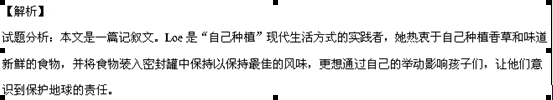 【解析】
试题分析：本文是一篇记叙文。Loe 是“自己种植”现代生活方式的实践者，她热衷于自己种植香草和味道
新鲜的食物，并将食物装入密封罐中保持以保持最佳的风味，更想通过自己的举动影响孩子们，让他们意
识到保护地球的责任。